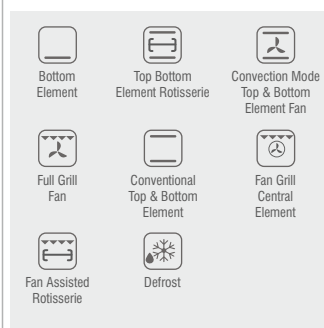 Bottom
Element
Top Bottom
Element Rotisserie
Convection Mode
Top & Bottom
Element Fan
Full Grill
Fan
Conventional
Top & Bottom
Element
Fan Grill
Central
Element
Fan Assisted
Rotisserie
Defrost